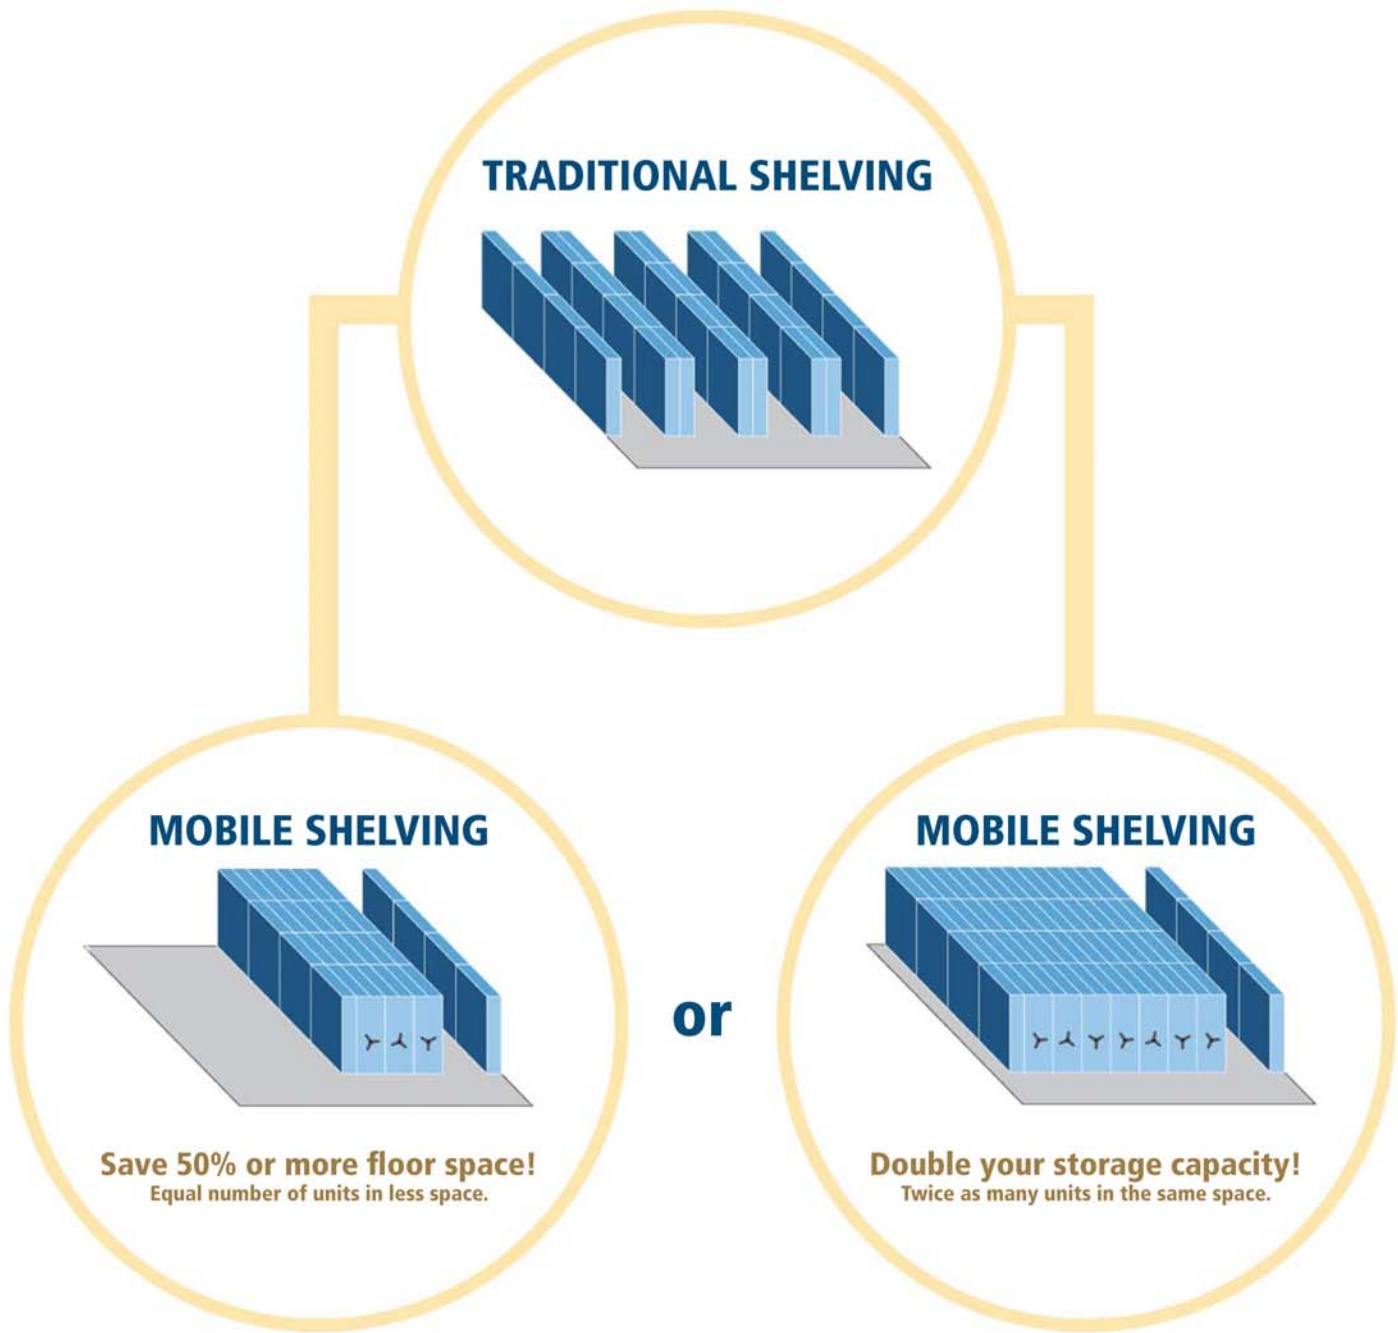 TRADITIONAL SHELVING
MOBILE SHELVING
Save 50% or more floor space!
Equal number of units in less space.
or
MOBILE SHELVING
Double your storage capacity!
Twice as many units in the same space.